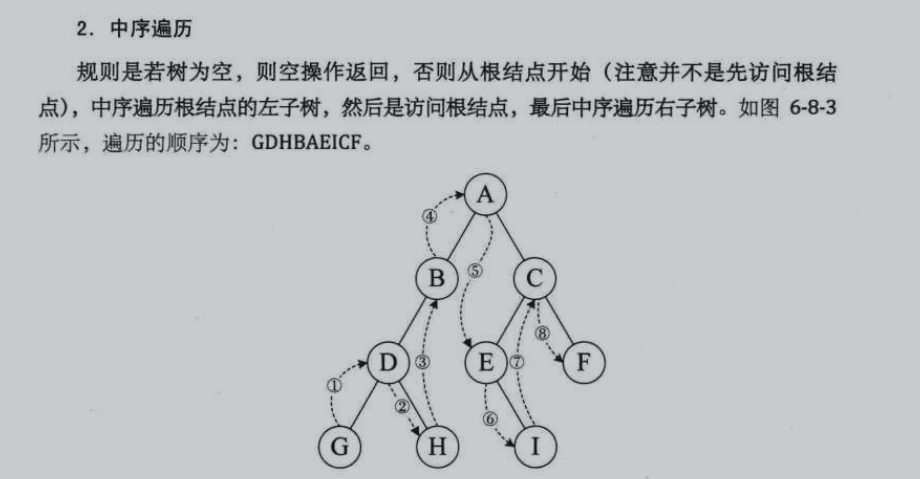 2. 中序遍历
规则是若树为空，则空操作返回，否则从根结点开始（注意并不是先访问根结
点），中序遍历根结点的左子树，然后是访问根结点，最后中序遍历右子树。如图 6-8-3
所示，遍历的顺序为：GDHBAEICF。
A
④
⑤
B
C
⑧
D
③
E
⑦
F
①
②
⑥
G
H
I